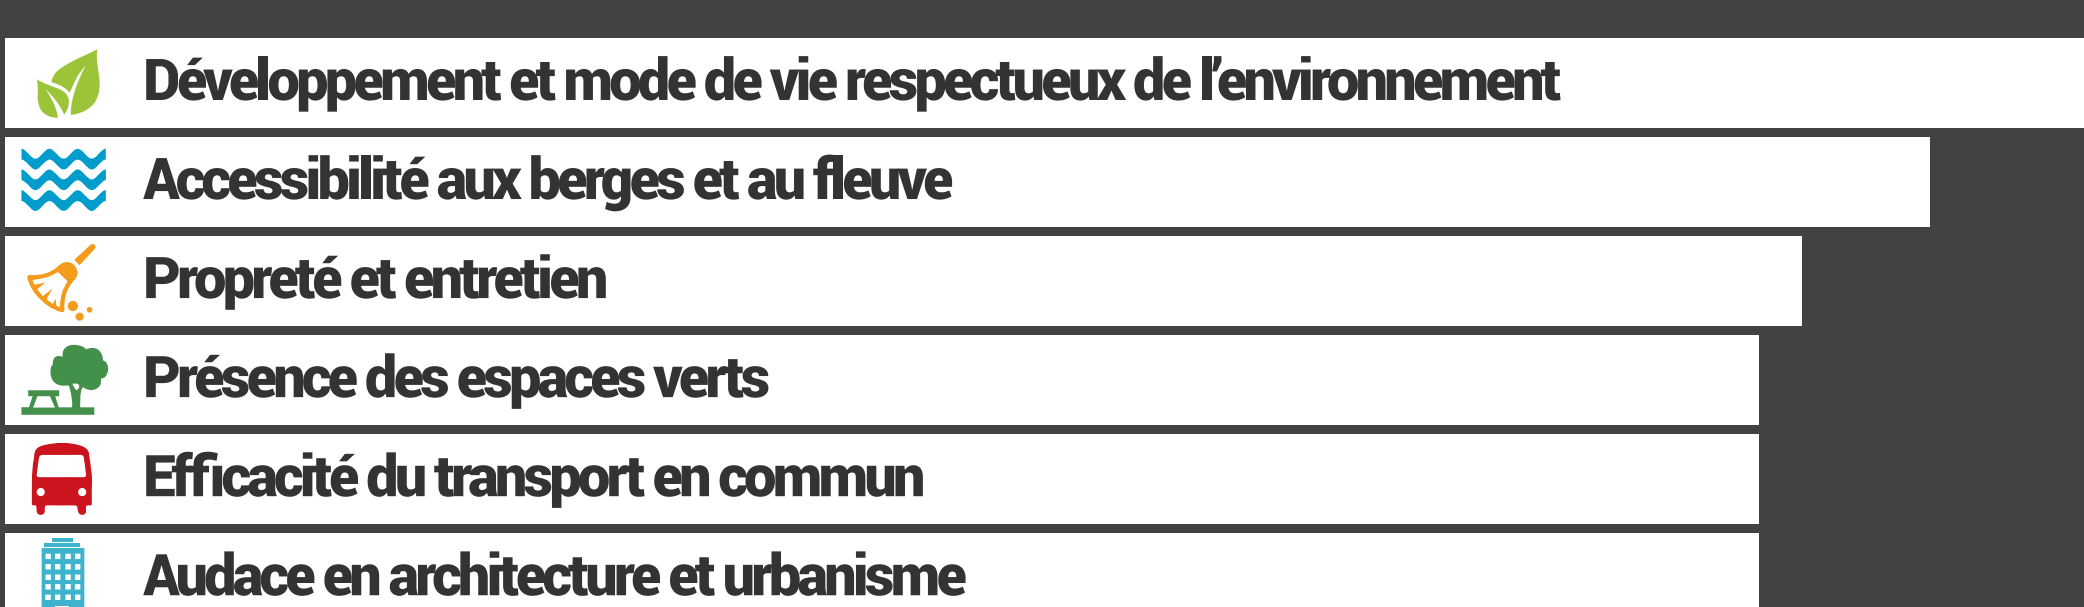 Développement et mode de vie respectueux de l'environnement
Accessibilité aux berges et au fleuve
Propreté et entretien
Présence des espaces verts
Efficacité du transport en commun
Audace en architecture et urbanisme